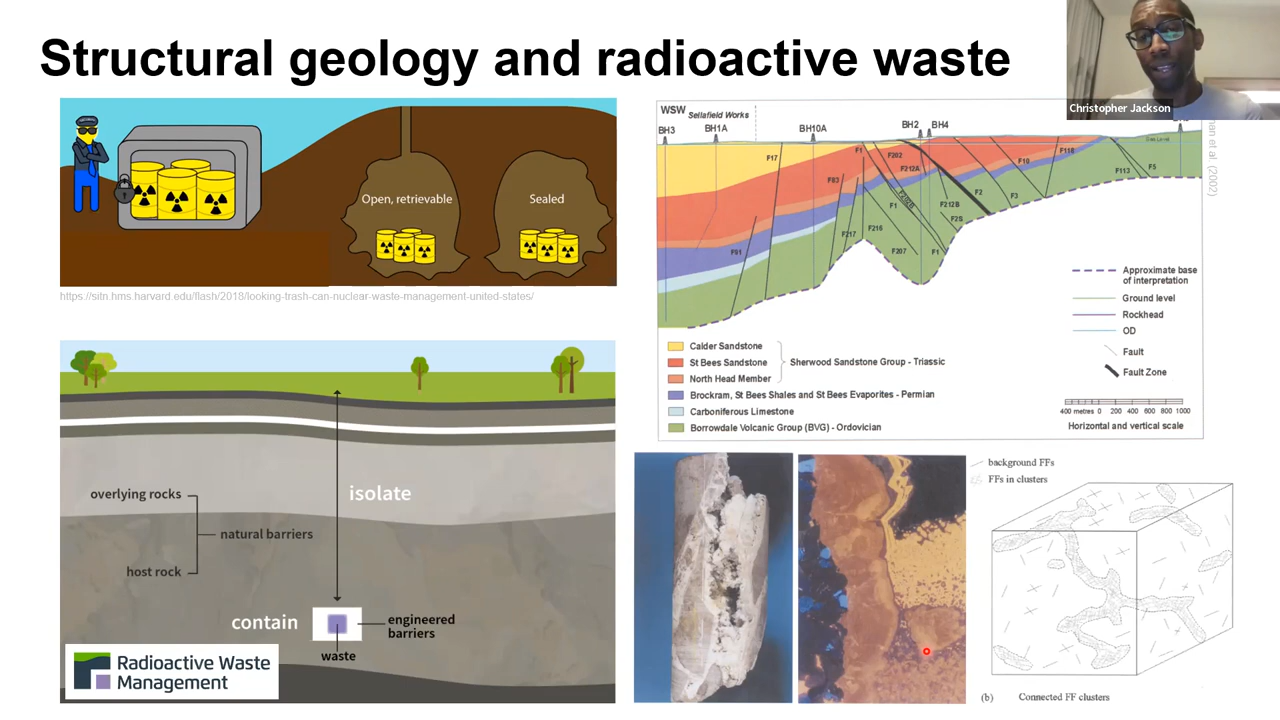 Structural geology and radioactive waste
Christopher Jackson
Open, retrievable
Sealed
https://sitn.hms.harvard.edu/flash/2018/looking-trash-can-nuclear-waste-management-united-states/
overlying rocks
natural barriers
host rock
isolate
contain
engineered
barriers
waste
Radioactive Waste
Management
WSW
Sellafield Works
BH3
BH1A
BH10A
BH2
BH4
F17
F1
F202
F212A
F10
F118
F113
F5
F83
F2
F3
F1
F212B
F2S
F217
F216
F207
F1
F91
et al. (2002)
Approximate base
of interpretation
Ground level
Rockhead
OD
Fault
Fault Zone
400 metres 0 200 400 600 800 1000
Horizontal and vertical scale
Calder Sandstone
St Bees Sandstone
North Head Member
Sherwood Sandstone Group - Triassic
Brockram, St Bees Shales and St Bees Evaporites - Permian
Carboniferous Limestone
Borrowdale Volcanic Group (BVG) - Ordovician
background FFs
FFs in clusters
(b) Connected FF clusters